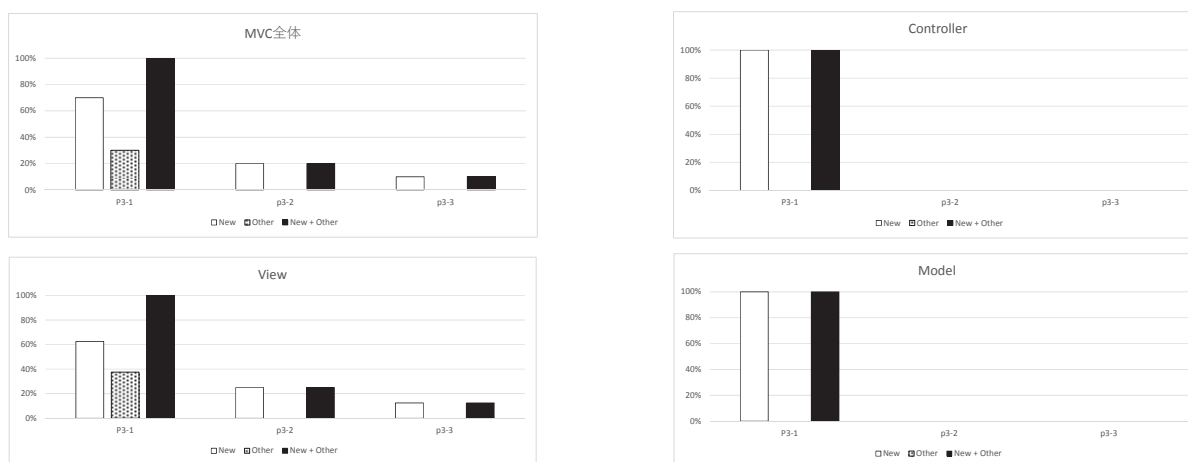 MVC全体
100%
80%
60%
40%
20%
0%
P3-1 p3-2 p3-3
New Other New + Other
Controller
100%
80%
60%
40%
20%
0%
P3-1 p3-2 p3-3
New Other New + Other
View
100%
80%
60%
40%
20%
0%
P3-1 p3-2 p3-3
New Other New + Other
Model
100%
80%
60%
40%
20%
0%
P3-1 p3-2 p3-3
New Other New + Other